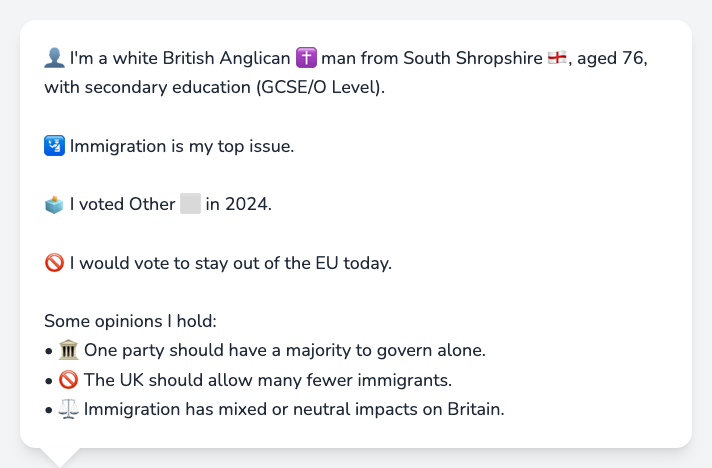 👤 I'm a white British Anglican ✝️ man from South Shropshire 🏴󠁧󠁢󠁥󠁮󠁧󠁿, aged 76,
with secondary education (GCSE/O Level).
🛂 Immigration is my top issue.
🗳️ I voted Other ⬜ in 2024.
🚫 I would vote to stay out of the EU today.
Some opinions I hold:
• 🏛️ One party should have a majority to govern alone.
• 🚫 The UK should allow many fewer immigrants.
• ⚖️ Immigration has mixed or neutral impacts on Britain.